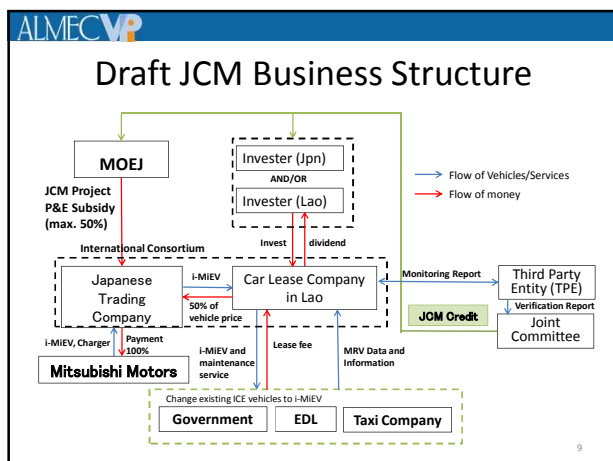 ALMEC VPI
Draft JCM Business Structure
MOEJ
JCM Project
P&E Subsidy
(max. 50%)
Invester (Jpn)
AND/OR
Invester (Lao)
Flow of Vehicles/Services
Flow of money
Invest
dividend
International Consortium
Japanese
Trading
Company
i-MiEV
50% of
vehicle price
Car Lease Company
in Lao
Monitoring Report
Third Party
Entity (TPE)
Verification Report
JCM Credit
Joint
Committee
i-MiEV, Charger
Payment
100%
Mitsubishi Motors
i-MiEV and
maintenance
service
Lease fee
MRV Data and
Information
Change existing ICE vehicles to i-MiEV
Government
EDL
Taxi Company
9